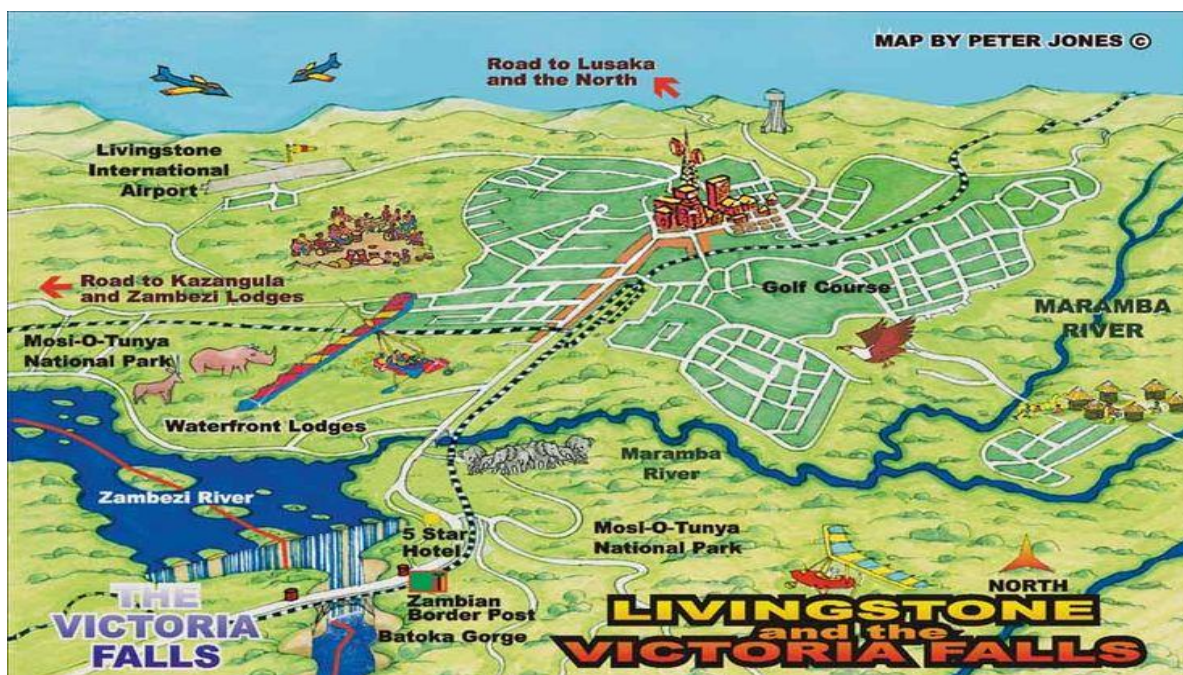 MAP BY PETER JONES ©
Road to Lusaka
and the North
Livingstone
International
Airport
Road to Kazangula
and Zambezi Lodges
Golf Course
MARAMBA
RIVER
Mosi-O-Tunya
National Park
Waterfront Lodges
Maramba
River
Zambezi River
5 Star
Hotel
Mosi-O-Tunya
National Park
NORTH
Zambian
Border Post
Batoka Gorge
THE
VICTORIA
FALLS
LIVINGSTONE
and the
VICTORIA FALLS